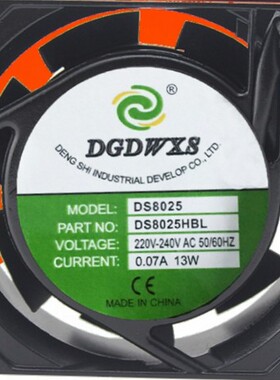 ®
DGDWXS
DENG SHI INDUSTRIAL DEVELOP CO., LTD.
MODEL: DS8025
PART NO: DS8025HBL
VOLTAGE: 220V-240V AC 50/60HZ
CURRENT: 0.07A 13W
CE
MADE IN CHINA